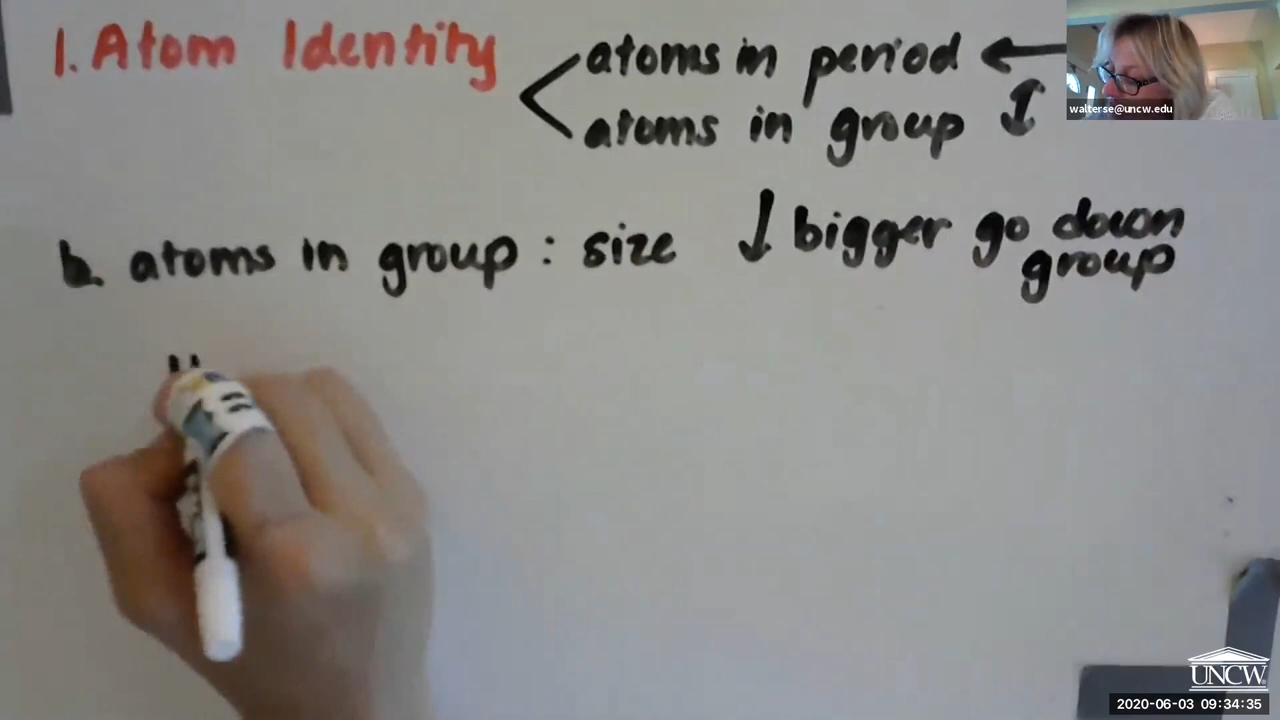 1. Atom Identity
atoms in period
atoms in group
walterse@uncw.edu
b. atoms in group : size ↓ bigger go down
group
UNCW
2020-06-03 09:34:35